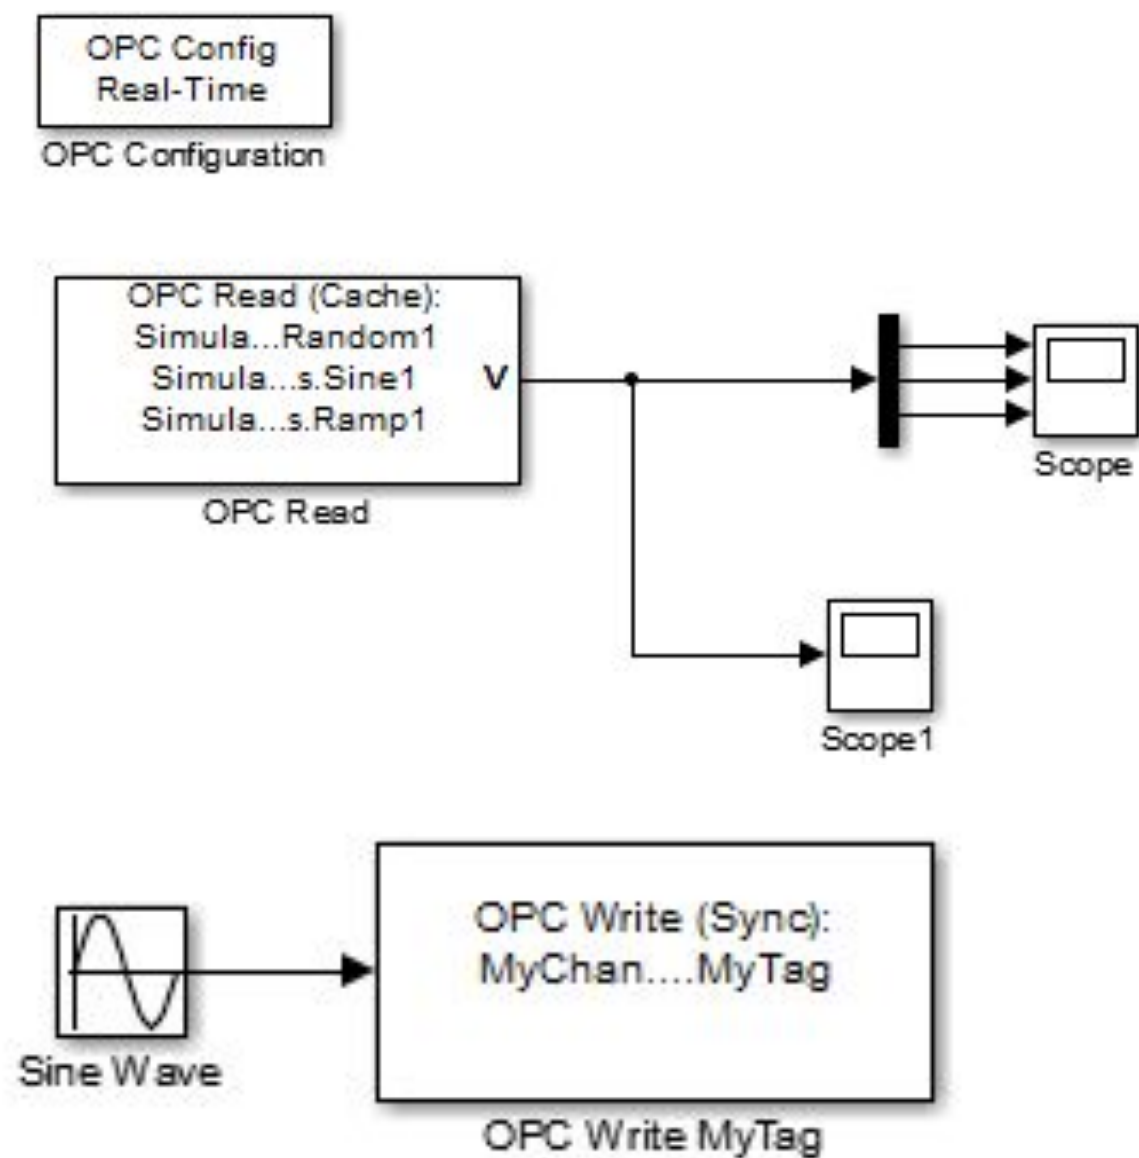 OPC Config
Real-Time
OPC Configuration
OPC Read (Cache):
Simula...Random1
Simula...s.Sine1
Simula...s.Ramp1
V
OPC Read
Scope
Scope1
OPC Write (Sync):
MyChan....MyTag
Sine Wave
OPC Write MyTag